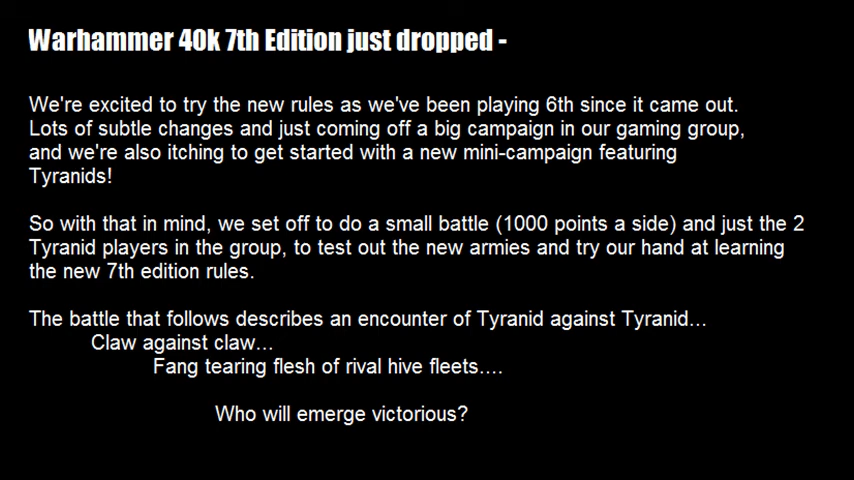 Warhammer 40k 7th Edition just dropped -
We're excited to try the new rules as we've been playing 6th since it came out.
Lots of subtle changes and just coming off a big campaign in our gaming group,
and we're also itching to get started with a new mini-campaign featuring
Tyranids!
So with that in mind, we set off to do a small battle (1000 points a side) and just the 2
Tyranid players in the group, to test out the new armies and try our hand at learning
the new 7th edition rules.
The battle that follows describes an encounter of Tyranid against Tyranid...
Claw against claw...
Fang tearing flesh of rival hive fleets....
Who will emerge victorious?